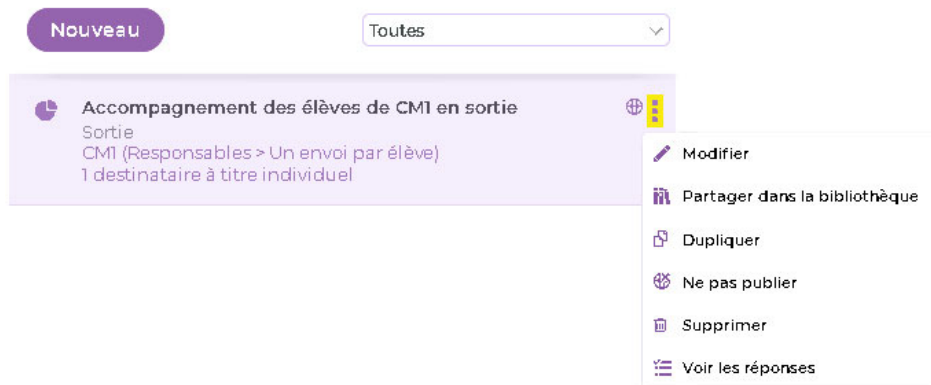 Nouveau
Toutes
Accompagnement des élèves de CM1 en sortie
Sortie
CM1 (Responsables > Un envoi par élève)
1 destinataire à titre individuel
Modifier
Partager dans la bibliothèque
Dupliquer
Ne pas publier
Supprimer
Voir les réponses